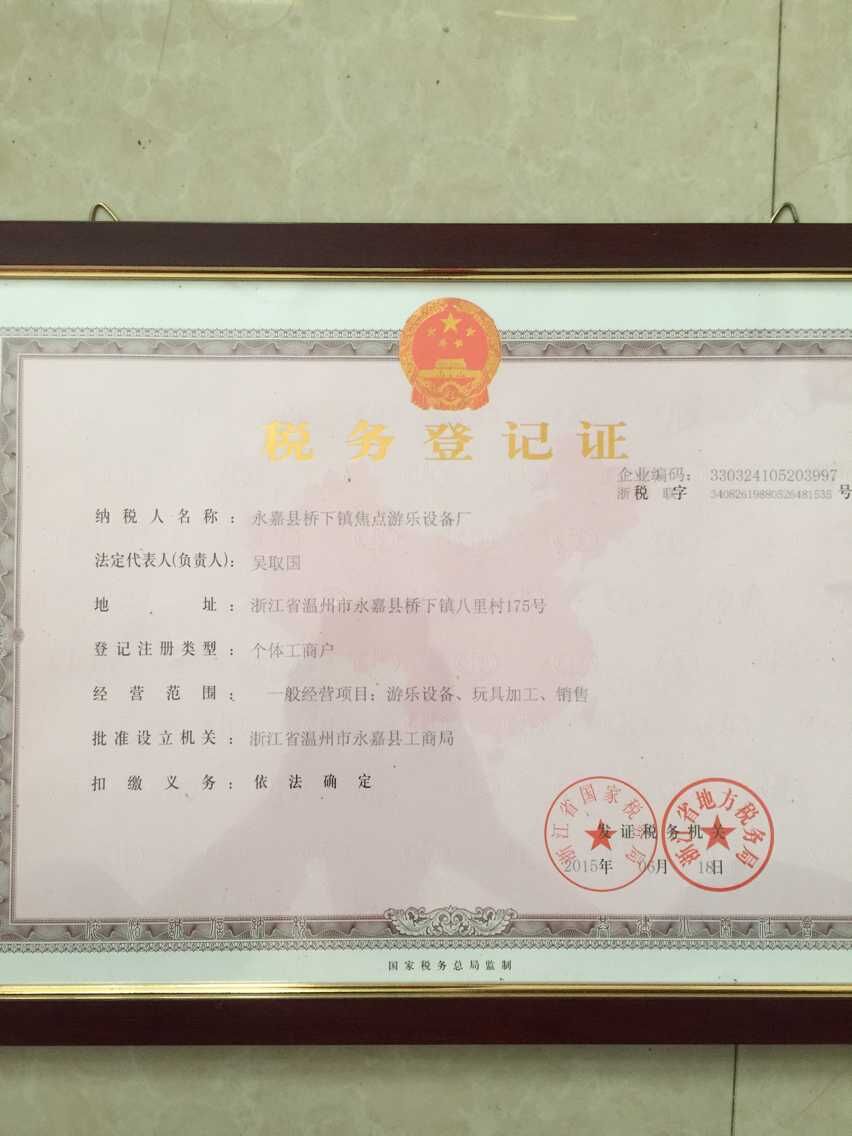 税务登记证
企业编码： 330324105203997
浙税 联字 34082619880526481535 号
纳税人名称： 永嘉县桥下镇焦点游乐设备厂
法定代表人(负责人)： 吴取国
地址： 浙江省温州市永嘉县桥下镇八里村175号
登记注册类型： 个体工商户
经营范围： 一般经营项目：游乐设备、玩具加工、销售
批准设立机关： 浙江省温州市永嘉县工商局
扣缴义务： 依法确定
浙江省国家税务局
浙江省地方税务局
发证税务机关
2015年 06月 18日
国家税务总局监制